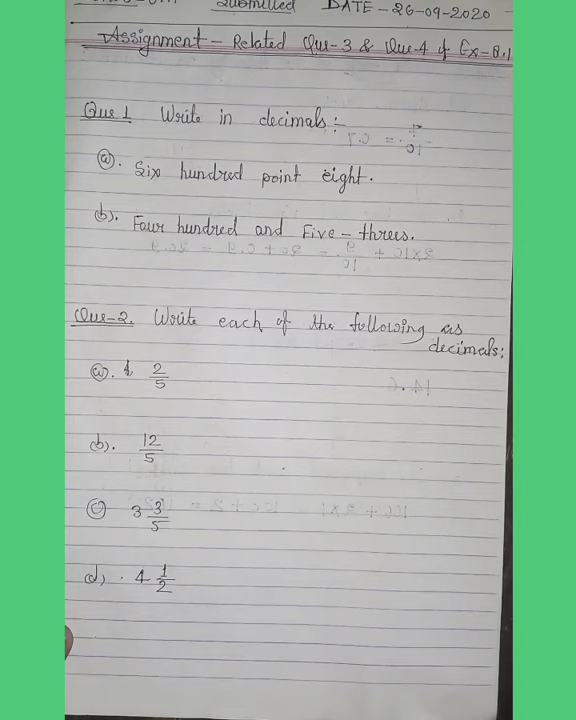 Submitted DATE - 26-09-2020
Assignment - Related Que-3 & Que-4 of Ex-8.1
Que 1 Write in decimals:-
(a). Six hundred point eight.
(b). Four hundred and Five - threes.
Que-2. Write each of the following as
decimals:
(a). 2/5
(b). 12/5
(c) 3 3/5
(d). 4 1/2